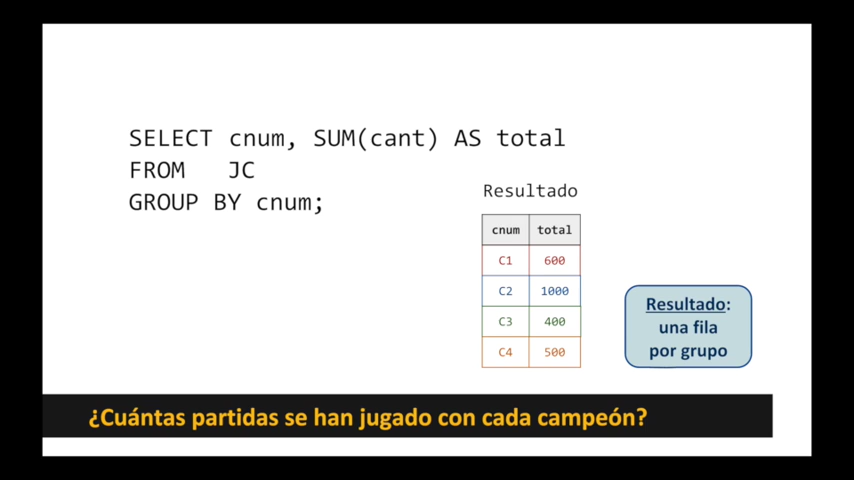 SELECT cnum, SUM(cant) AS total
FROM JC
GROUP BY cnum;
Resultado
cnum total
C1 600
C2 1000
C3 400
C4 500
Resultado:
una fila
por grupo
¿Cuántas partidas se han jugado con cada campeón?